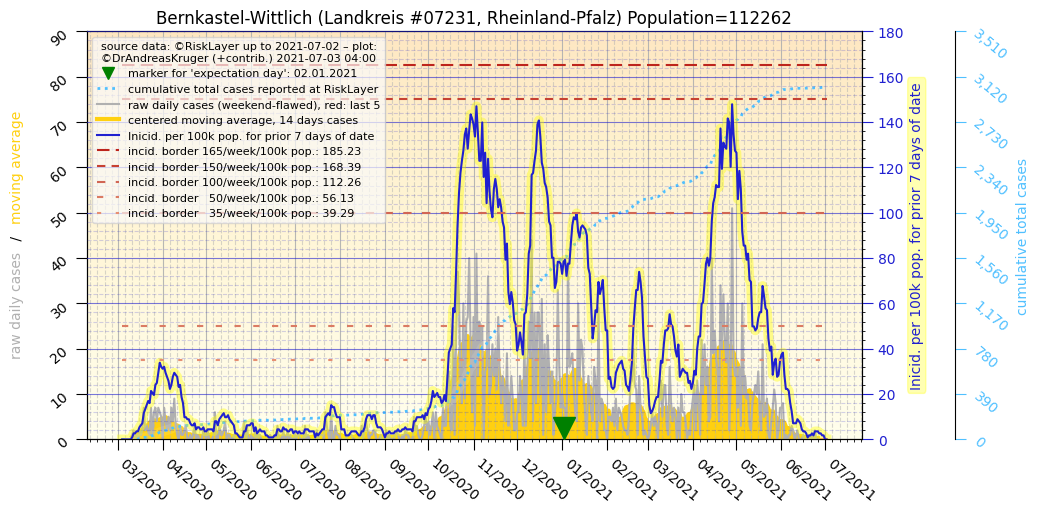 Bernkastel-Wittlich (Landkreis #07231, Rheinland-Pfalz) Population=112262
source data: ©RiskLayer up to 2021-07-02 – plot:
©DrAndreasKruger (+contrib.) 2021-07-03 04:00
marker for 'expectation day': 02.01.2021
cumulative total cases reported at RiskLayer
raw daily cases (weekend-flawed), red: last 5
centered moving average, 14 days cases
Inicid. per 100k pop. for prior 7 days of date
incid. border 165/week/100k pop.: 185.23
incid. border 150/week/100k pop.: 168.39
incid. border 100/week/100k pop.: 112.26
incid. border   50/week/100k pop.: 56.13
incid. border   35/week/100k pop.: 39.29
raw daily cases  /  moving average
90
80
70
60
50
40
30
20
10
0
180
160
140
120
100
80
60
40
20
0
Inicid. per 100k pop. for prior 7 days of date
3,510
3,120
2,730
2,340
1,950
1,560
1,170
780
390
0
cumulative total cases
03/2020
04/2020
05/2020
06/2020
07/2020
08/2020
09/2020
10/2020
11/2020
12/2020
01/2021
02/2021
03/2021
04/2021
05/2021
06/2021
07/2021